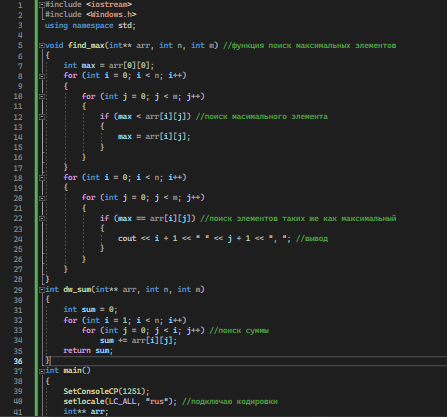 1 #include <iostream>
2 #include <Windows.h>
3 using namespace std;
4
5 void find_max(int** arr, int n, int m) //функция поиск максимальных элементов
6 {
7 int max = arr[0][0];
8 for (int i = 0; i < n; i++)
9 {
10 for (int j = 0; j < m; j++)
11 {
12 if (max < arr[i][j]) //поиск масимального элемента
13 {
14 max = arr[i][j];
15 }
16 }
17 }
18 for (int i = 0; i < n; i++)
19 {
20 for (int j = 0; j < m; j++)
21 {
22 if (max == arr[i][j]) //поиск элементов таких же как максимальный
23 {
24 cout << i + 1 << " " << j + 1 << ", "; //вывод
25 }
26 }
27 }
28 }
29 int dw_sum(int** arr, int n, int m)
30 {
31 int sum = 0;
32 for (int i = 1; i < n; i++)
33 for (int j = 0; j < i; j++) //поиск суммы
34 sum += arr[i][j];
35 return sum;
36 }
37 int main()
38 {
39 SetConsoleCP(1251);
40 setlocale(LC_ALL, "rus"); //подключаю кодировки
41 int** arr;